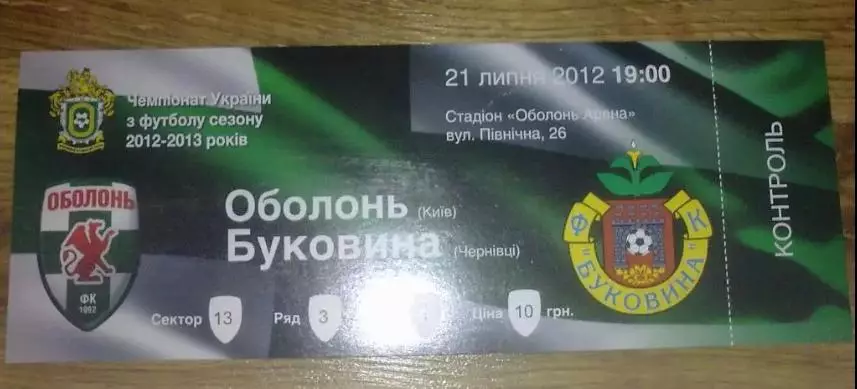 Чемпіонат України
з футболу сезону
2012-2013 років
21 липня 2012 19:00
Стадіон «Оболонь Арена»
вул. Північна, 26
ОБОЛОНЬ
ФК
1992
Оболонь (Київ)
Буковина (Чернівці)
Ф К
"БУКОВИНА"
Сектор 13 Ряд 3 Ціна 10 грн.
КОНТРОЛЬ